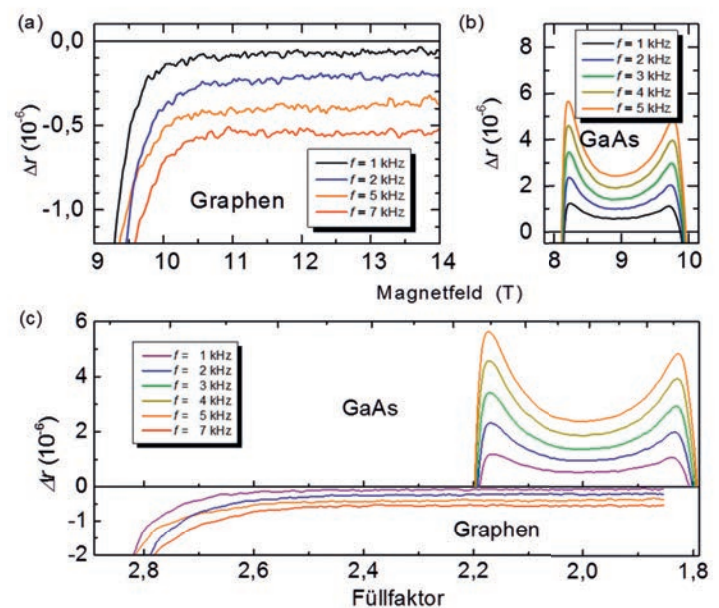 (a)
0,0
-0,5
-1,0
Δr (10⁻⁶)
f = 1 kHz
f = 2 kHz
f = 5 kHz
f = 7 kHz
Graphen
9 10 11 12 13 14
(b)
8
6
4
2
0
Δr (10⁻⁶)
f = 1 kHz
f = 2 kHz
f = 3 kHz
f = 4 kHz
f = 5 kHz
GaAs
8 9 10
Magnetfeld (T)
(c)
6
4
2
0
-1
-2
Δr (10⁻⁶)
f = 1 kHz
f = 2 kHz
f = 3 kHz
f = 4 kHz
f = 5 kHz
f = 7 kHz
GaAs
Graphen
2,8 2,6 2,4 2,2 2,0 1,8
Füllfaktor